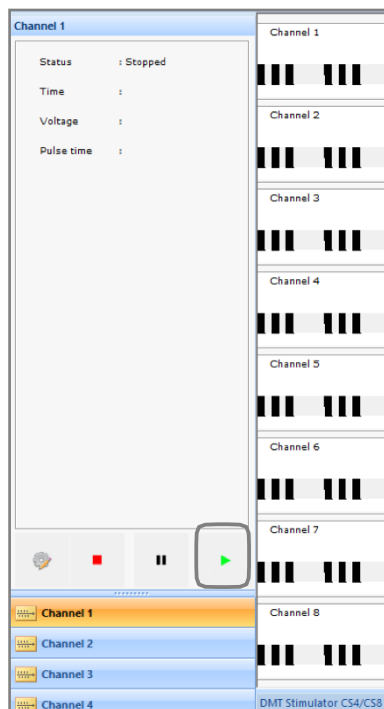 Channel 1
Status : Stopped
Time :
Voltage :
Pulse time :
Channel 1
Channel 2
Channel 3
Channel 4
Channel 1
Channel 2
Channel 3
Channel 4
Channel 5
Channel 6
Channel 7
Channel 8
DMT Stimulator CS4/CS8